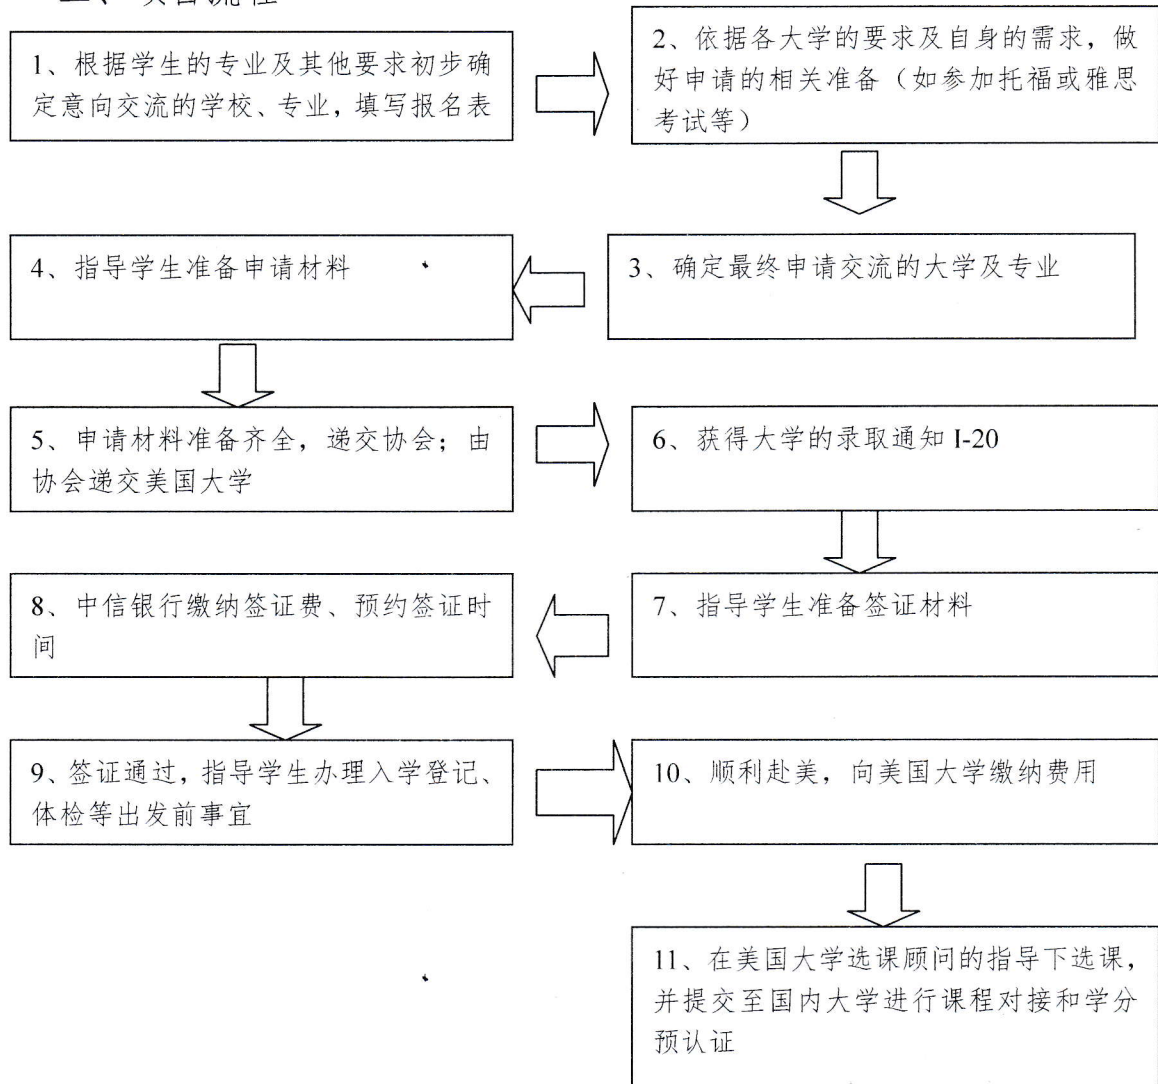 、项目流程
1、根据学生的专业及其他要求初步确
定意向交流的学校、专业，填写报名表
2、依据各大学的要求及自身的需求，做
好申请的相关准备（如参加托福或雅思
考试等）
3、确定最终申请交流的大学及专业
4、指导学生准备申请材料
5、申请材料准备齐全，递交协会；由
协会递交美国大学
6、获得大学的录取通知 I-20
7、指导学生准备签证材料
8、中信银行缴纳签证费、预约签证时
间
9、签证通过，指导学生办理入学登记、
体检等出发前事宜
10、顺利赴美，向美国大学缴纳费用
11、在美国大学选课顾问的指导下选课，
并提交至国内大学进行课程对接和学分
预认证